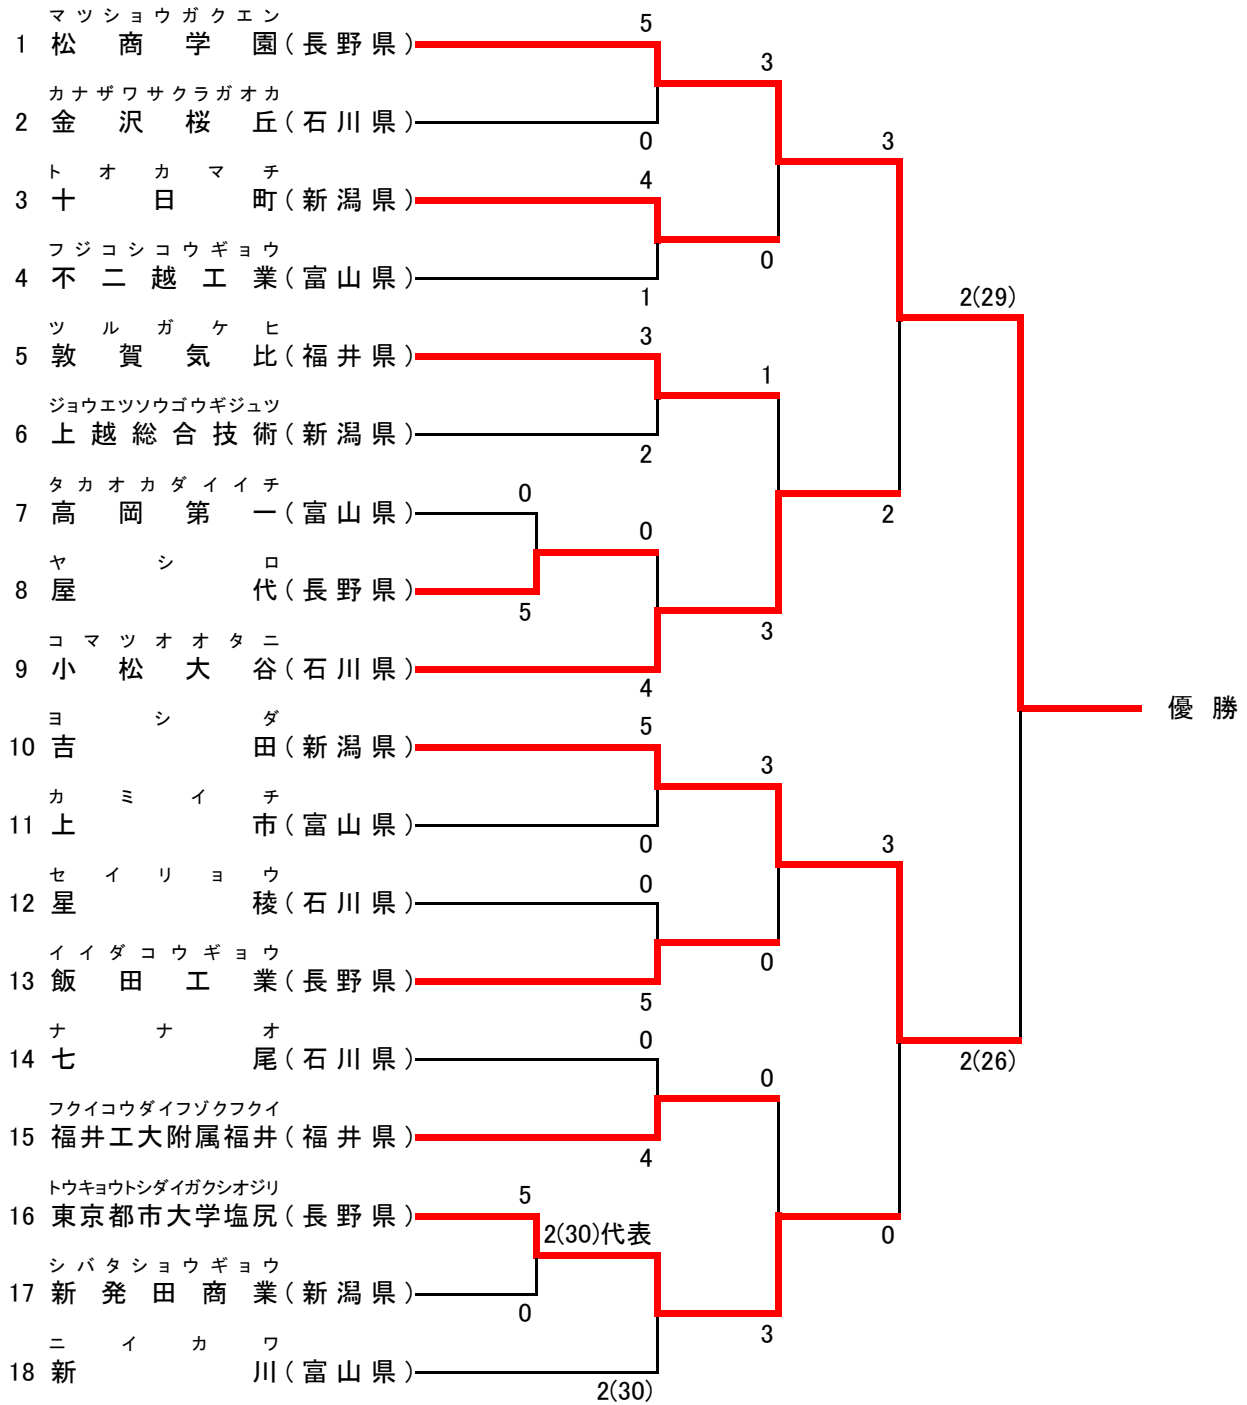 マツショウガクエン
1 松商学園(長野県)
5
3
カナザワサクラガオカ
2 金沢桜丘(石川県)
0
3
トオカマチ
3 十日町(新潟県)
4
0
フジコシコウギョウ
4 不二越工業(富山県)
1
2(29)
ツルガケヒ
5 敦賀気比(福井県)
3
1
ジョウエツソウゴウギジュツ
6 上越総合技術(新潟県)
2
タカオカダイイチ
7 高岡第一(富山県)
0
0
2
ヤシロ
8 屋代(長野県)
5
3
コマツオオタニ
9 小松大谷(石川県)
4
優勝
ヨシダ
10 吉田(新潟県)
5
3
カミイチ
11 上市(富山県)
0
3
セイリョウ
12 星稜(石川県)
0
0
イイダコウギョウ
13 飯田工業(長野県)
5
ナナオ
14 七尾(石川県)
0
2(26)
0
フクイコウダイフゾクフクイ
15 福井工大附属福井(福井県)
4
トウキョウトシダイガクシオジリ
16 東京都市大学塩尻(長野県)
5
2(30)代表
0
シバタショウギョウ
17 新発田商業(新潟県)
0
3
ニイカワ
18 新川(富山県)
2(30)